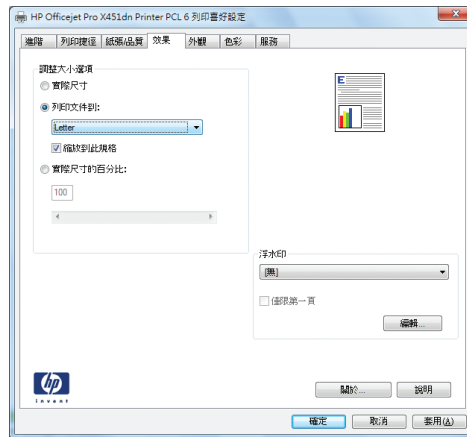 HP Officejet Pro X451dn Printer PCL 6 列印喜好設定
進階 列印捷徑 紙張/品質 效果 外觀 色彩 服務
調整大小選項
實際尺寸
列印文件到:
Letter
縮放到此規格
實際尺寸的百分比:
100
E
浮水印
[無]
僅限第一頁
編輯...
hp
invent
關於... 說明
確定 取消 套用(A)